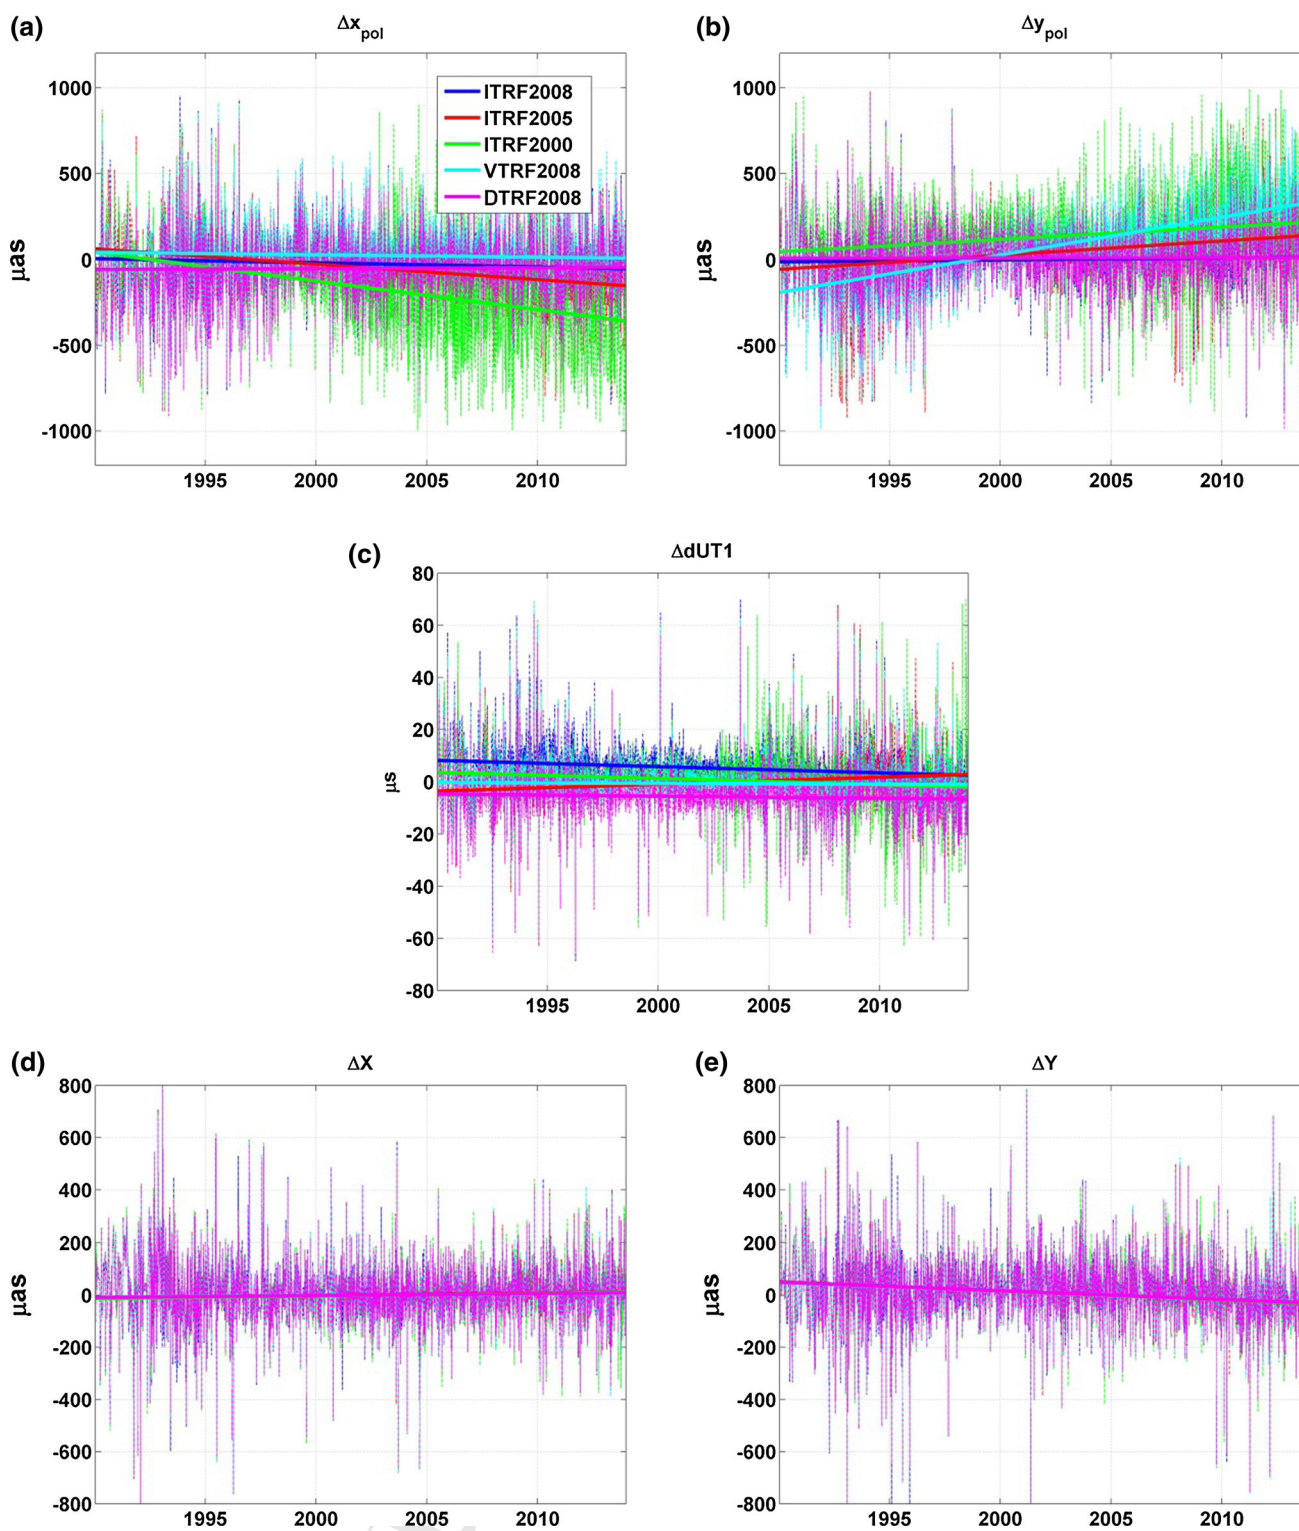 (a)
Δx_pol
μas
1000
500
0
-500
-1000
1995 2000 2005 2010
ITRF2008
ITRF2005
ITRF2000
VTRF2008
DTRF2008
(b)
Δy_pol
μas
1000
500
0
-500
-1000
1995 2000 2005 2010
(c)
ΔdUT1
μs
80
60
40
20
0
-20
-40
-60
-80
1995 2000 2005 2010
(d)
ΔX
μas
800
600
400
200
0
-200
-400
-600
-800
1995 2000 2005 2010
(e)
ΔY
μas
800
600
400
200
0
-200
-400
-600
-800
1995 2000 2005 2010